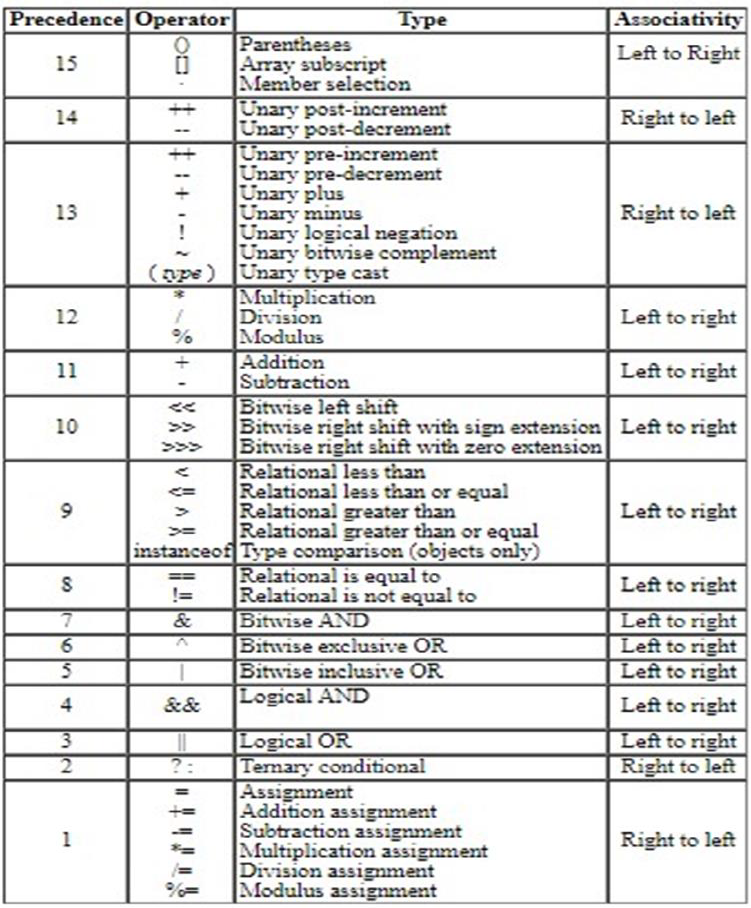 Precedence Operator Type Associativity
15 () Parentheses Left to Right
[] Array subscript
· Member selection
14 ++ Unary post-increment Right to left
-- Unary post-decrement
13 ++ Unary pre-increment Right to left
-- Unary pre-decrement
+ Unary plus
- Unary minus
! Unary logical negation
~ Unary bitwise complement
( type ) Unary type cast
12 * Multiplication Left to right
/ Division
% Modulus
11 + Addition Left to right
- Subtraction
10 << Bitwise left shift Left to right
>> Bitwise right shift with sign extension
>>> Bitwise right shift with zero extension
9 < Relational less than Left to right
<= Relational less than or equal
> Relational greater than
>= Relational greater than or equal
instanceof Type comparison (objects only)
8 == Relational is equal to Left to right
!= Relational is not equal to
7 & Bitwise AND Left to right
6 ^ Bitwise exclusive OR Left to right
5 | Bitwise inclusive OR Left to right
4 && Logical AND Left to right
3 || Logical OR Left to right
2 ? : Ternary conditional Right to left
1 = Assignment Right to left
+= Addition assignment
-= Subtraction assignment
*= Multiplication assignment
/= Division assignment
%= Modulus assignment